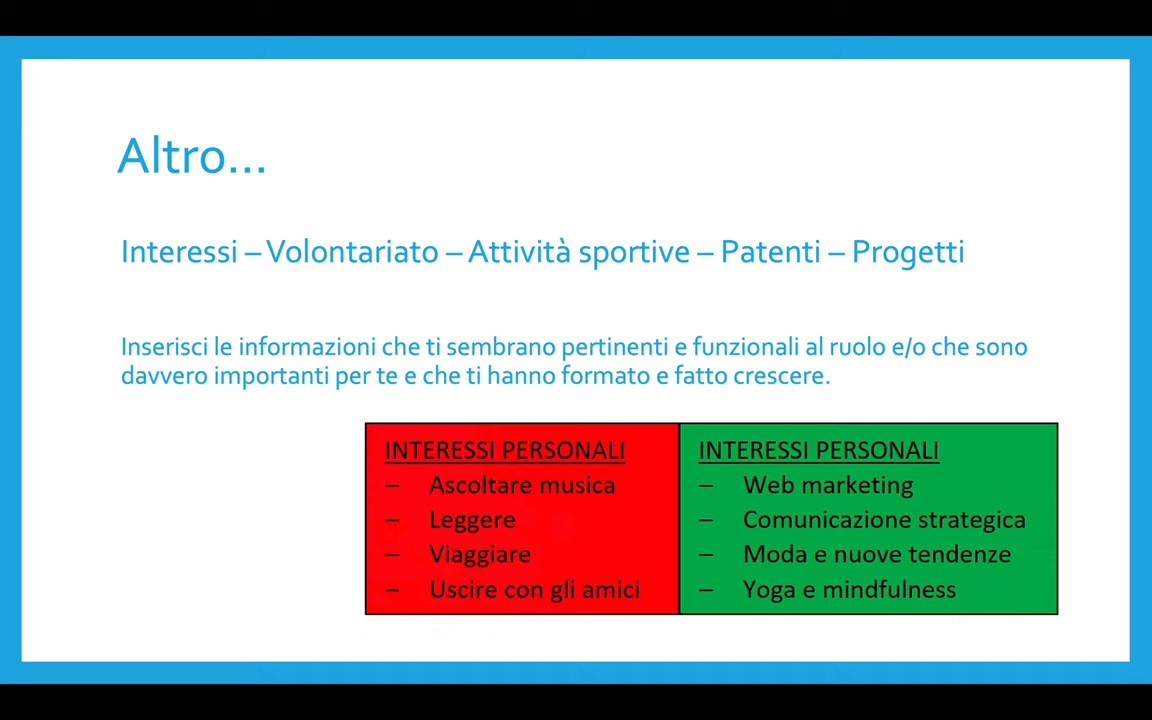 Altro...
Interessi – Volontariato – Attività sportive – Patenti – Progetti
Inserisci le informazioni che ti sembrano pertinenti e funzionali al ruolo e/o che sono
davvero importanti per te e che ti hanno formato e fatto crescere.
INTERESSI PERSONALI
– Ascoltare musica
– Leggere
– Viaggiare
– Uscire con gli amici
INTERESSI PERSONALI
– Web marketing
– Comunicazione strategica
– Moda e nuove tendenze
– Yoga e mindfulness